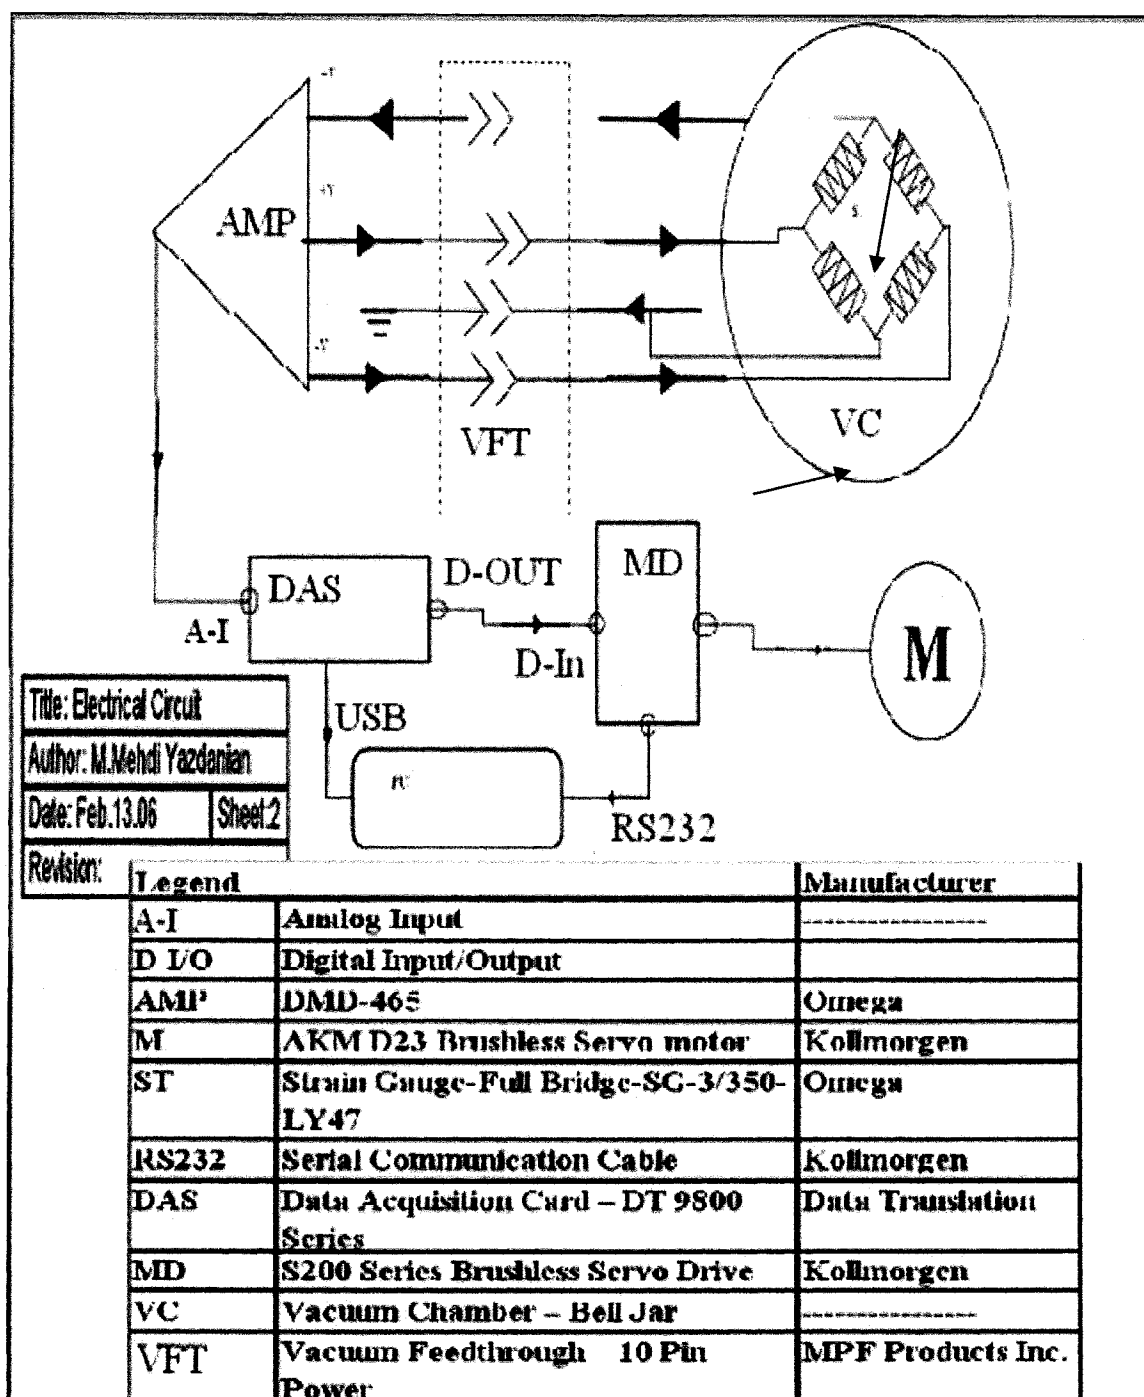 AMP
VFT
VC
DAS
D-OUT
MD
A-I
D-In
M
USB
RS232
Title: Electrical Circuit
Author: M.Mehdi Yazdanian
Date: Feb.13.06 Sheet:2
Revision:
Legend Manufacturer
A-I Analog Input -----------------
D I/O Digital Input/Output
AMP DMD-465 Omega
M AKM D23 Brushless Servo motor Kollmorgen
ST Strain Gauge-Full Bridge-SG-3/350- Omega
LY47
RS232 Serial Communication Cable Kollmorgen
DAS Data Acquisition Card – DT 9800 Data Translation
Series
MD S200 Series Brushless Servo Drive Kollmorgen
VC Vacuum Chamber – Bell Jar ----------------
VFT Vacuum Feedthrough 10 Pin MPF Products Inc.
Power